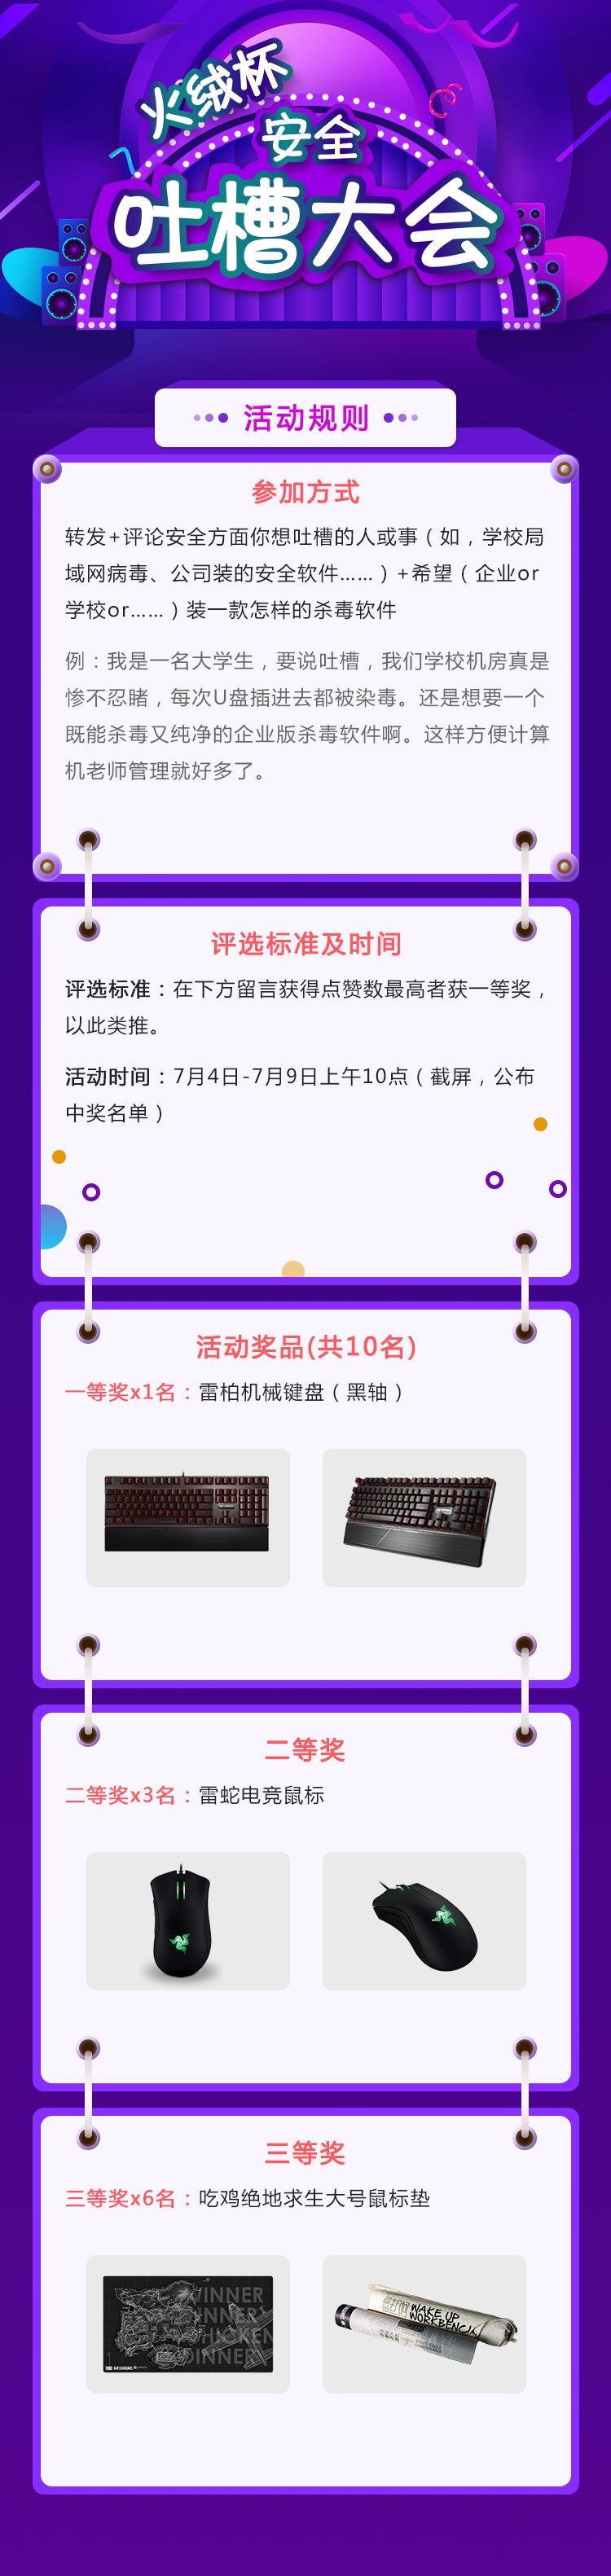 火绒杯
安全
吐槽大会
活动规则
参加方式
转发+评论安全方面你想吐槽的人或事（如，学校局
域网病毒、公司装的安全软件……）+希望（企业or
学校or……）装一款怎样的杀毒软件
例：我是一名大学生，要说吐槽，我们学校机房真是
惨不忍睹，每次U盘插进去都被染毒。还是想要一个
既能杀毒又纯净的企业版杀毒软件啊。这样方便计算
机老师管理就好多了。
评选标准及时间
评选标准：在下方留言获得点赞数最高者获一等奖，
以此类推。
活动时间：7月4日-7月9日上午10点（截屏，公布
中奖名单）
活动奖品(共10名)
一等奖x1名：雷柏机械键盘（黑轴）
二等奖
二等奖x3名：雷蛇电竞鼠标
三等奖
三等奖x6名：吃鸡绝地求生大号鼠标垫
WINNER
WINNER
CHICKEN
DINNER
WAKE UP
WORKBENCH